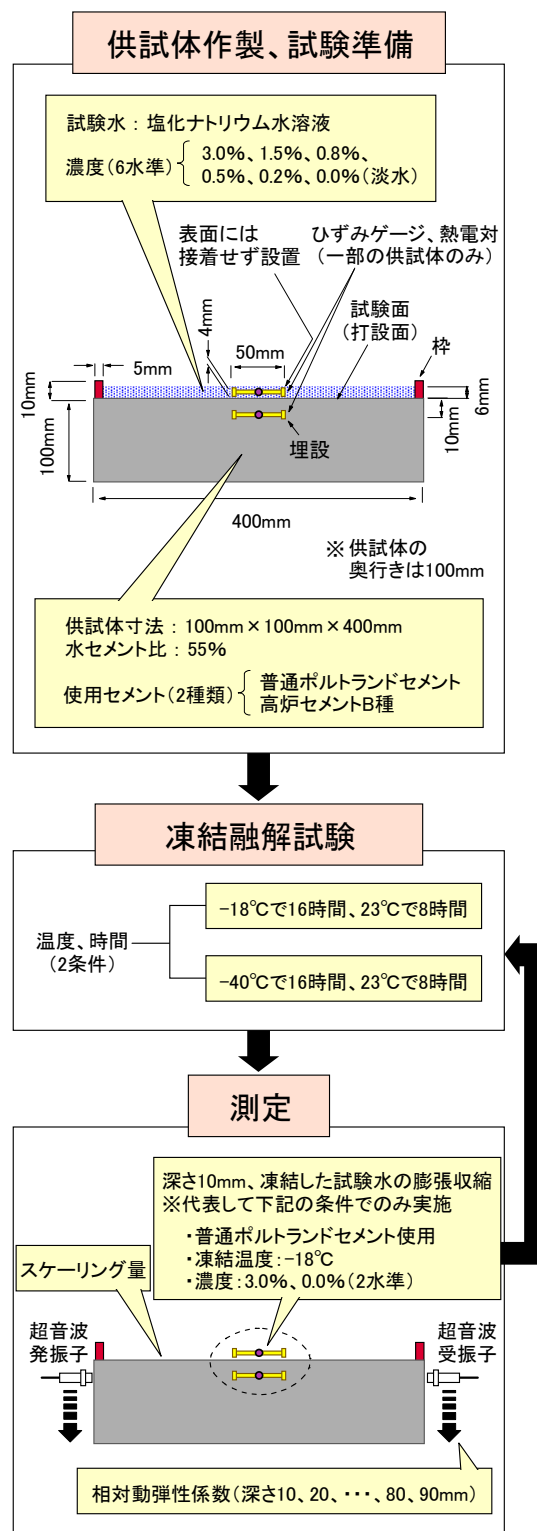 供試体作製、試験準備
試験水 : 塩化ナトリウム水溶液
濃度(6水準) 3.0%、1.5%、0.8%、
0.5%、0.2%、0.0%(淡水)
表面には
接着せず設置
ひずみゲージ、熱電対
(一部の供試体のみ)
試験面
(打設面)
枠
4mm
50mm
5mm
10mm
6mm
100mm
10mm
埋設
400mm
※ 供試体の
奥行きは100mm
供試体寸法 : 100mm×100mm×400mm
水セメント比 : 55%
使用セメント(2種類) 普通ポルトランドセメント
高炉セメントB種
凍結融解試験
温度、時間
(2条件)
-18℃で16時間、23℃で8時間
-40℃で16時間、23℃で8時間
測定
深さ10mm、凍結した試験水の膨張収縮
※代表して下記の条件でのみ実施
・普通ポルトランドセメント使用
・凍結温度:-18℃
・濃度:3.0%、0.0%(2水準)
スケーリング量
超音波
発振子
超音波
受振子
相対動弾性係数(深さ10、20、・・・、80、90mm)